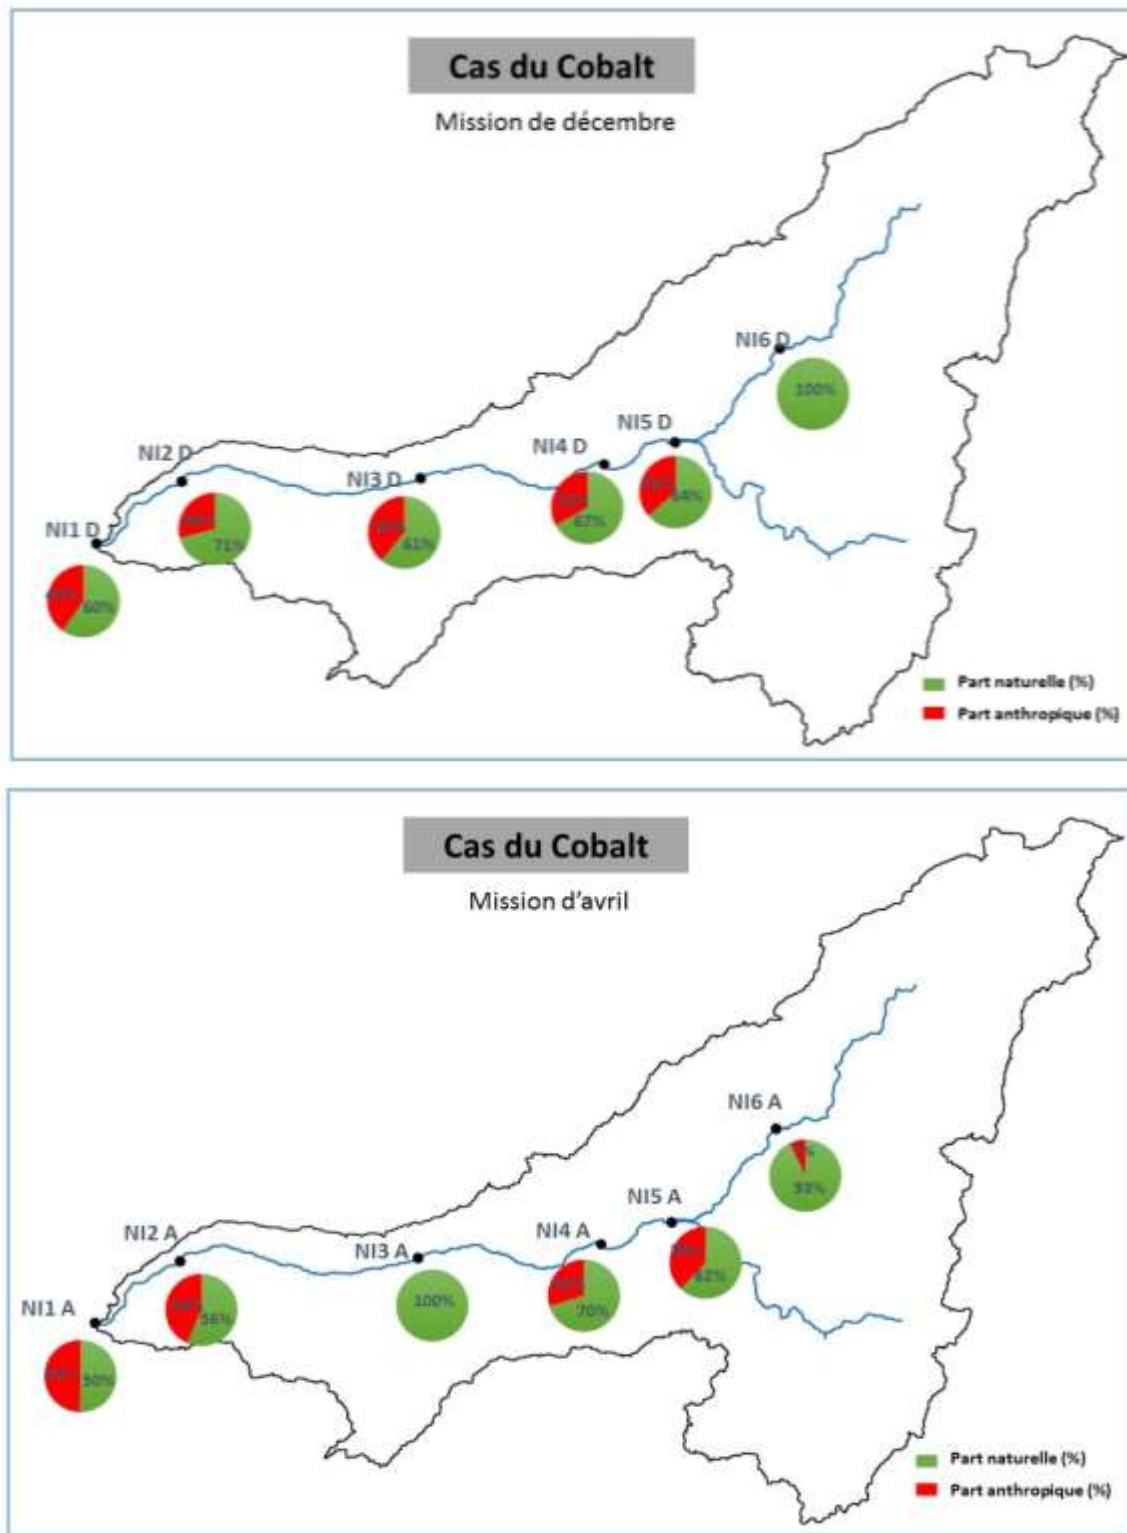 Cas du Cobalt
Mission de décembre
NI6 D
100%
NI5 D
64%
NI4 D
67%
NI3 D
61%
NI2 D
71%
NI1 D
60%
Part naturelle (%)
Part anthropique (%)
Cas du Cobalt
Mission d'avril
NI6 A
NI5 A
62%
NI4 A
70%
NI3 A
100%
NI2 A
56%
NI1 A
50%
Part naturelle (%)
Part anthropique (%)